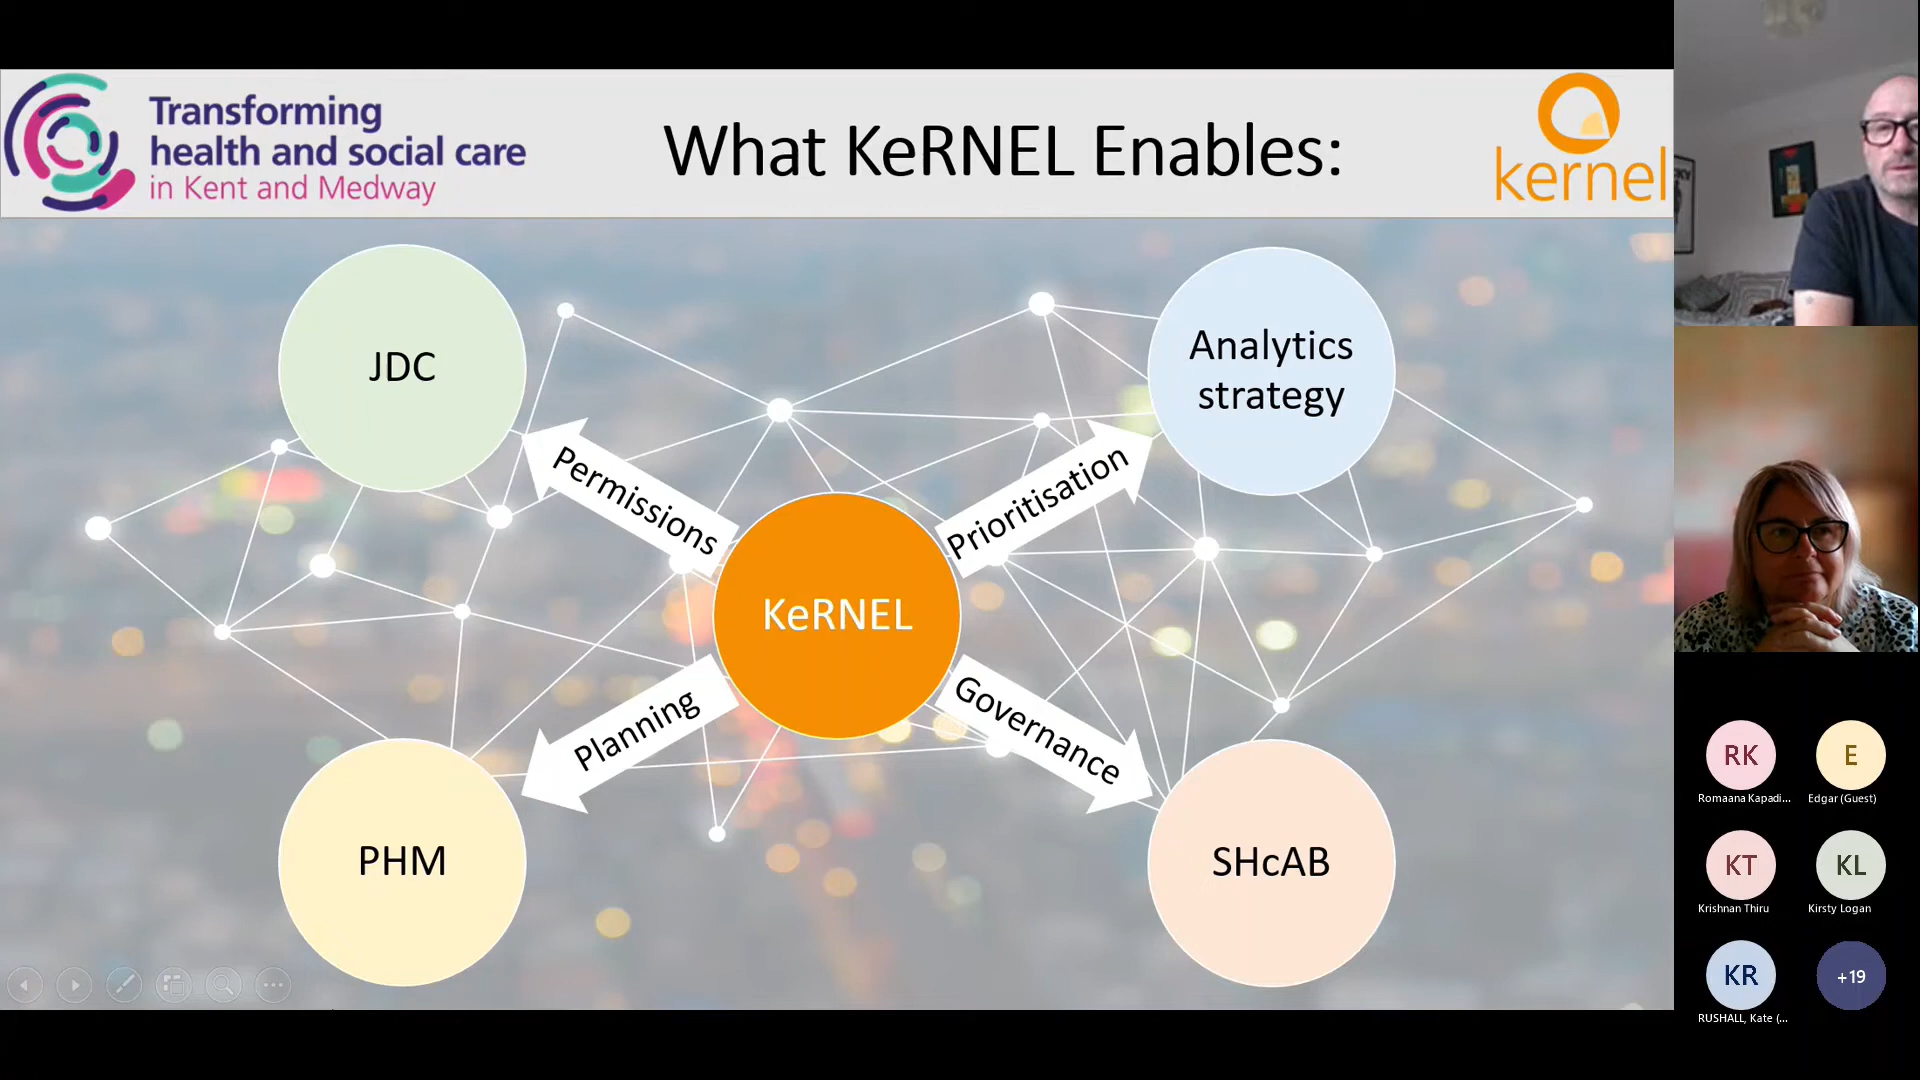 Transforming
health and social care
in Kent and Medway
What KeRNEL Enables:
kernel
JDC
Analytics
strategy
Permissions
Prioritisation
KeRNEL
Planning
Governance
PHM
SHcAB
RK
E
Romaana Kapadi...
Edgar (Guest)
KT
KL
Krishnan Thiru
Kirsty Logan
KR
+19
RUSHALL, Kate (...